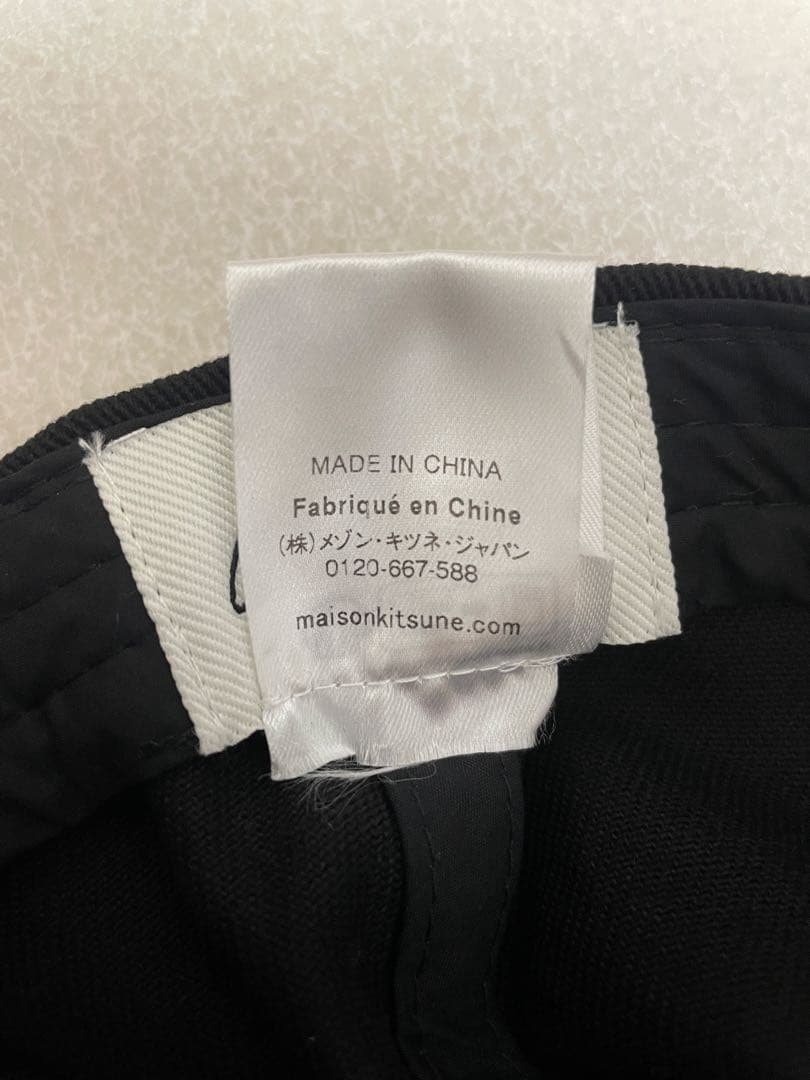 MADE IN CHINA
Fabriqué en Chine
(株)メゾン・キツネ・ジャパン
0120-667-588
maisonkitsune.com